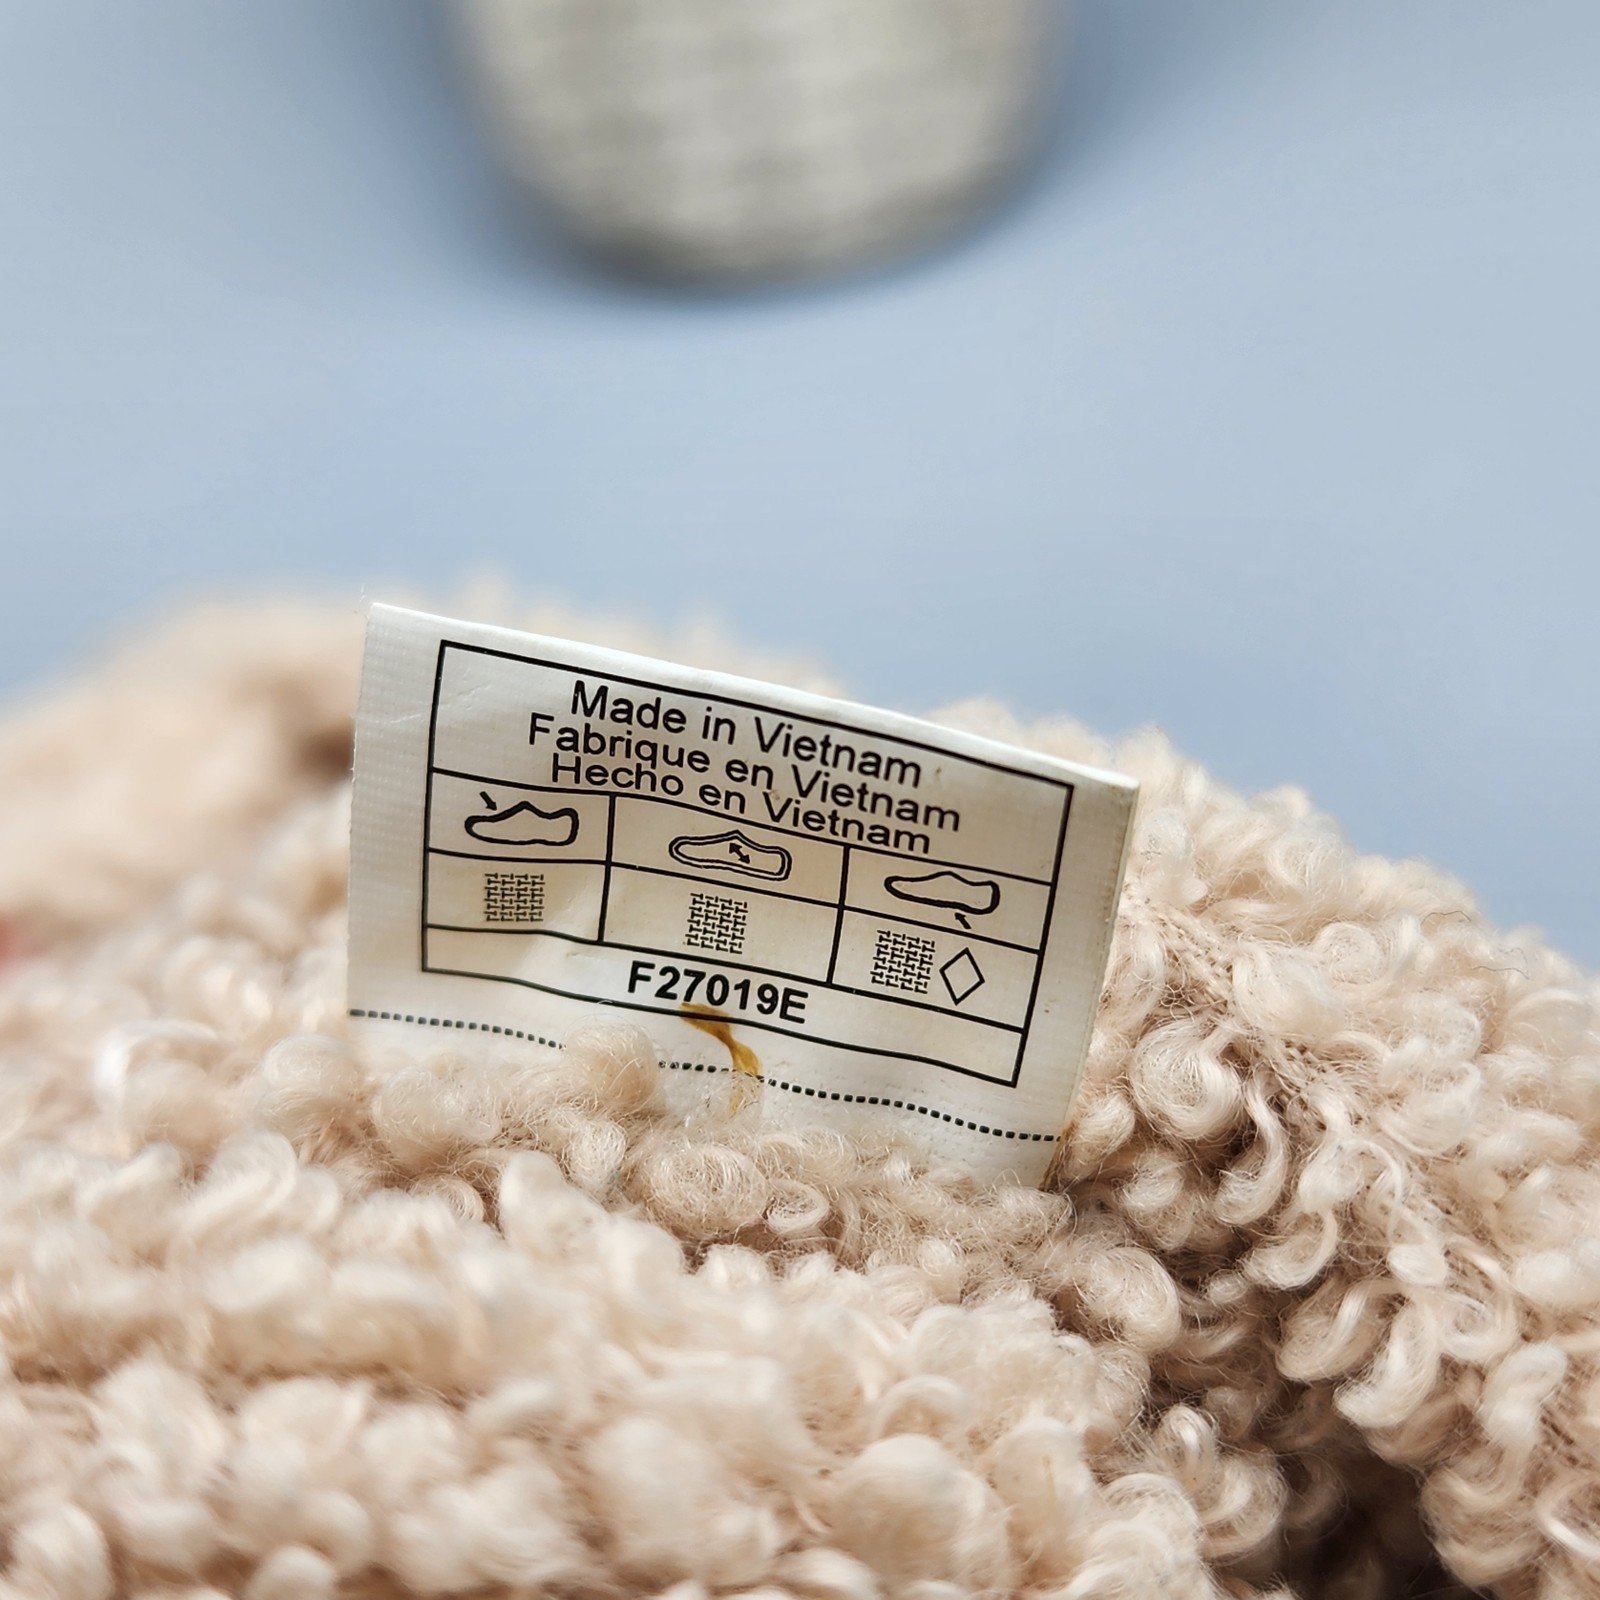 Made in Vietnam
Fabrique en Vietnam
Hecho en Vietnam
F27019E